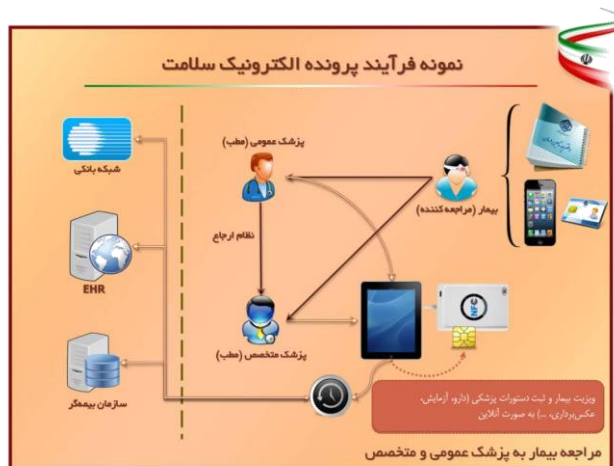 نمونه فرآیند پرونده الکترونیک سلامت
پزشک عمومی (مطب)
شبکه بانکی
بیمار (مراجعه کننده)
نظام ارجاع
EHR
NFC
پزشک متخصص (مطب)
سازمان بیمه‌گر
ویزیت بیمار و ثبت دستورات پزشکی (دارو، آزمایش،
عکس‌برداری، ...) به صورت آنلاین
مراجعه بیمار به پزشک عمومی و متخصص